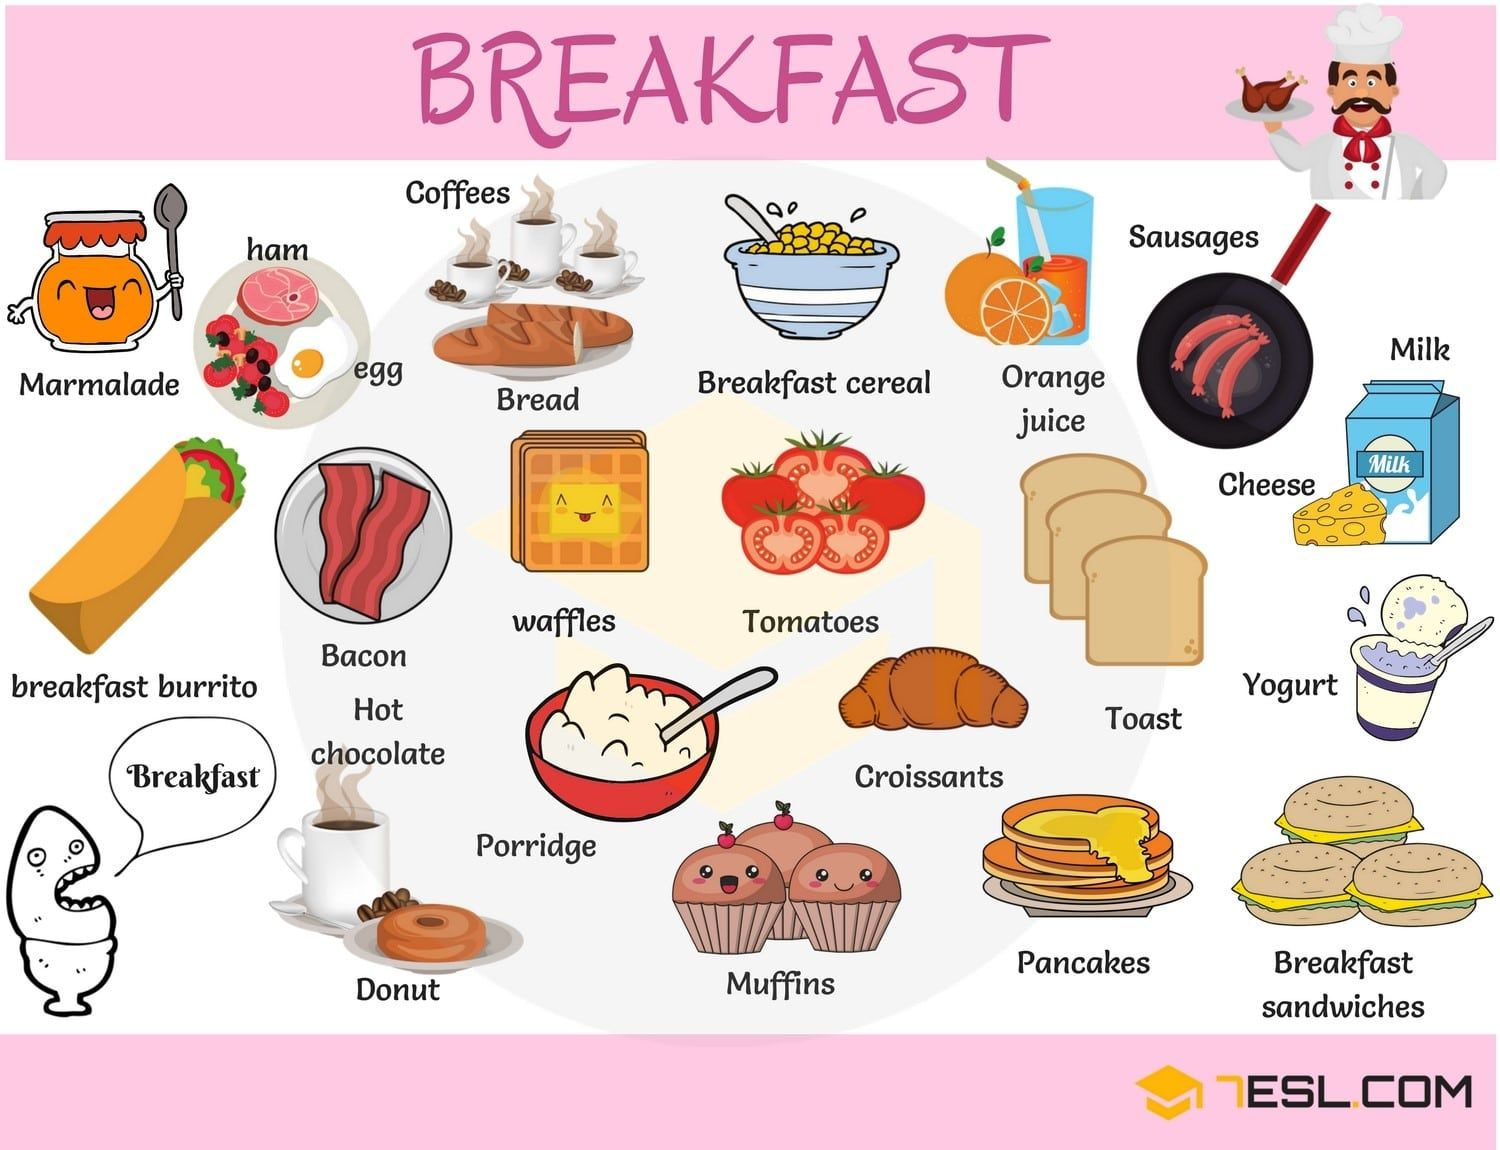 BREAKFAST
Coffees
ham
Sausages
Milk
Marmalade
egg
Bread
Breakfast cereal
Orange
juice
Milk
Cheese
waffles
Tomatoes
Bacon
breakfast burrito
Yogurt
Hot
chocolate
Toast
Breakfast
Croissants
Porridge
Donut
Muffins
Pancakes
Breakfast
sandwiches
7ESL.COM